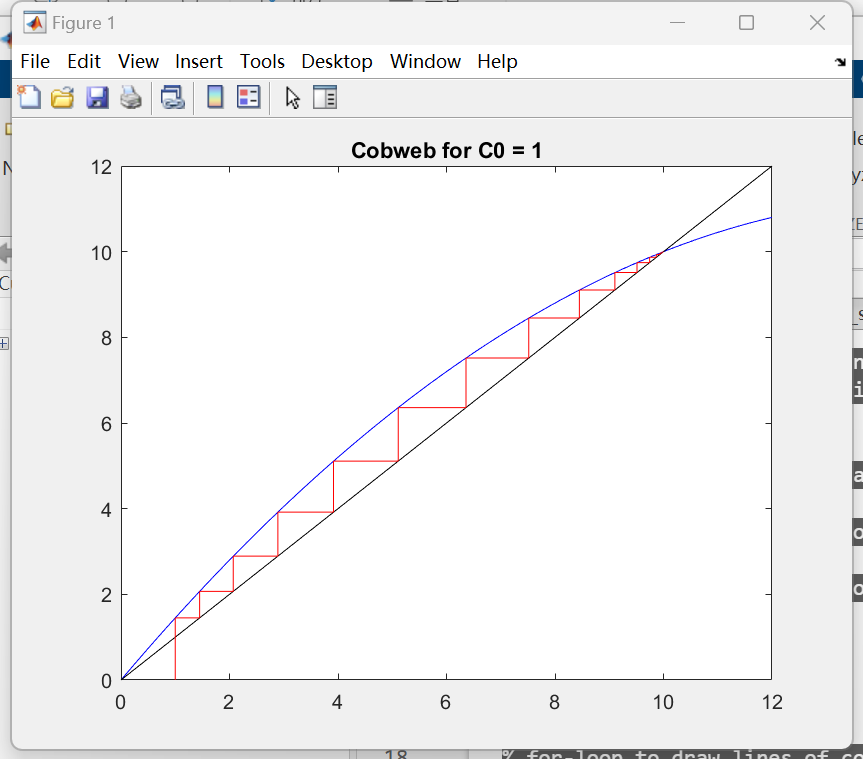 Figure 1
File Edit View Insert Tools Desktop Window Help
Cobweb for C0 = 1
12
10
8
6
4
2
0
0 2 4 6 8 10 12
18 % for-loop to draw lines of co